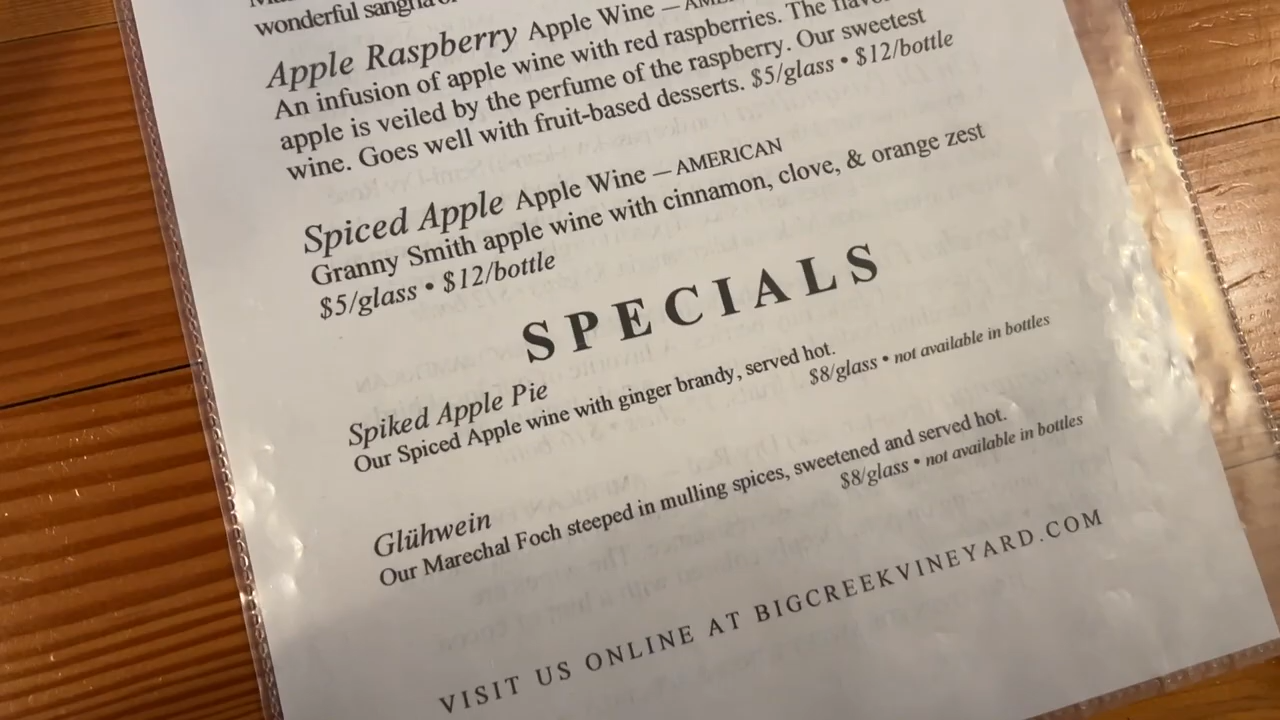 wonderful sangria
Apple Raspberry Apple Wine —
An infusion of apple wine with red raspberries. The
apple is veiled by the perfume of the raspberry. Our sweetest
wine. Goes well with fruit-based desserts. $5/glass • $12/bottle
Spiced Apple Apple Wine — AMERICAN
Granny Smith apple wine with cinnamon, clove, & orange zest
$5/glass • $12/bottle
SPECIALS
Spiked Apple Pie
Our Spiced Apple wine with ginger brandy, served hot.
$8/glass • not available in bottles
Glühwein
Our Marechal Foch steeped in mulling spices, sweetened and served hot.
$8/glass • not available in bottles
VISIT US ONLINE AT BIGCREEKVINEYARD.COM